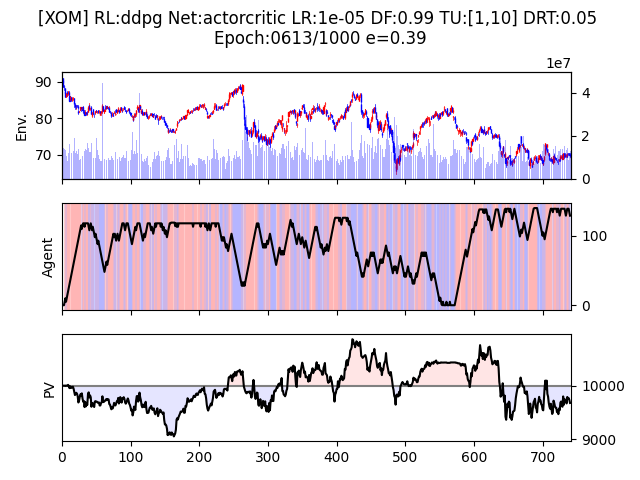 [XOM] RL:ddpg Net:actorcritic LR:1e-05 DF:0.99 TU:[1,10] DRT:0.05
Epoch:0613/1000 e=0.39
1e7
90
80
70
Env.
4
2
0
Agent
100
0
PV
10000
9000
0 100 200 300 400 500 600 700